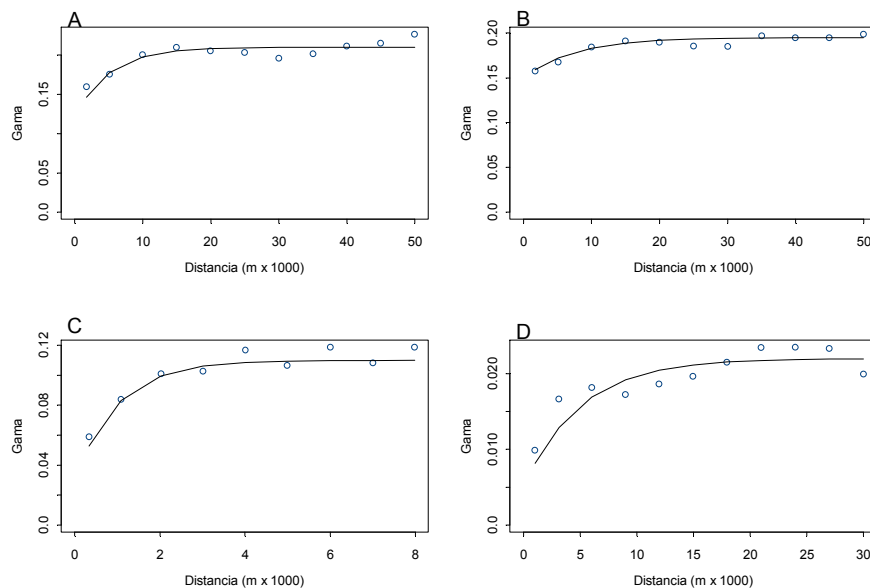 A
Gama
0.15
0.05
0.0
0 10 20 30 40 50
Distancia (m x 1000)
B
Gama
0.20
0.15
0.10
0.05
0.0
0 10 20 30 40 50
Distancia (m x 1000)
C
Gama
0.12
0.08
0.04
0.0
0 2 4 6 8
Distancia (m x 1000)
D
Gama
0.020
0.010
0.0
0 5 10 15 20 25 30
Distancia (m x 1000)